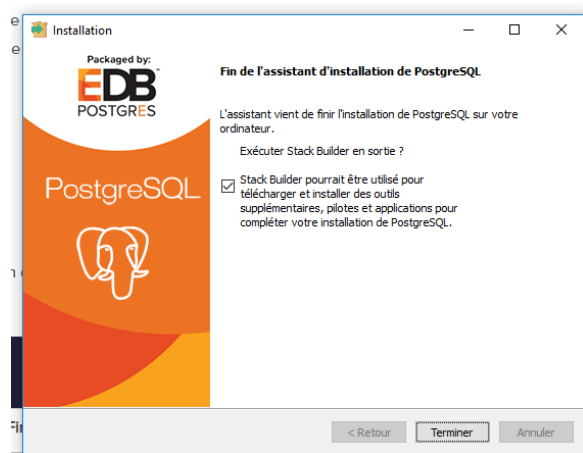 Installation
Packaged by:
EDB
POSTGRES
PostgreSQL
Fin de l'assistant d'installation de PostgreSQL
L'assistant vient de finir l'installation de PostgreSQL sur votre
ordinateur.
Exécuter Stack Builder en sortie ?
Stack Builder pourrait être utilisé pour
télécharger et installer des outils
supplémentaires, pilotes et applications pour
compléter votre installation de PostgreSQL.
< Retour
Terminer
Annuler